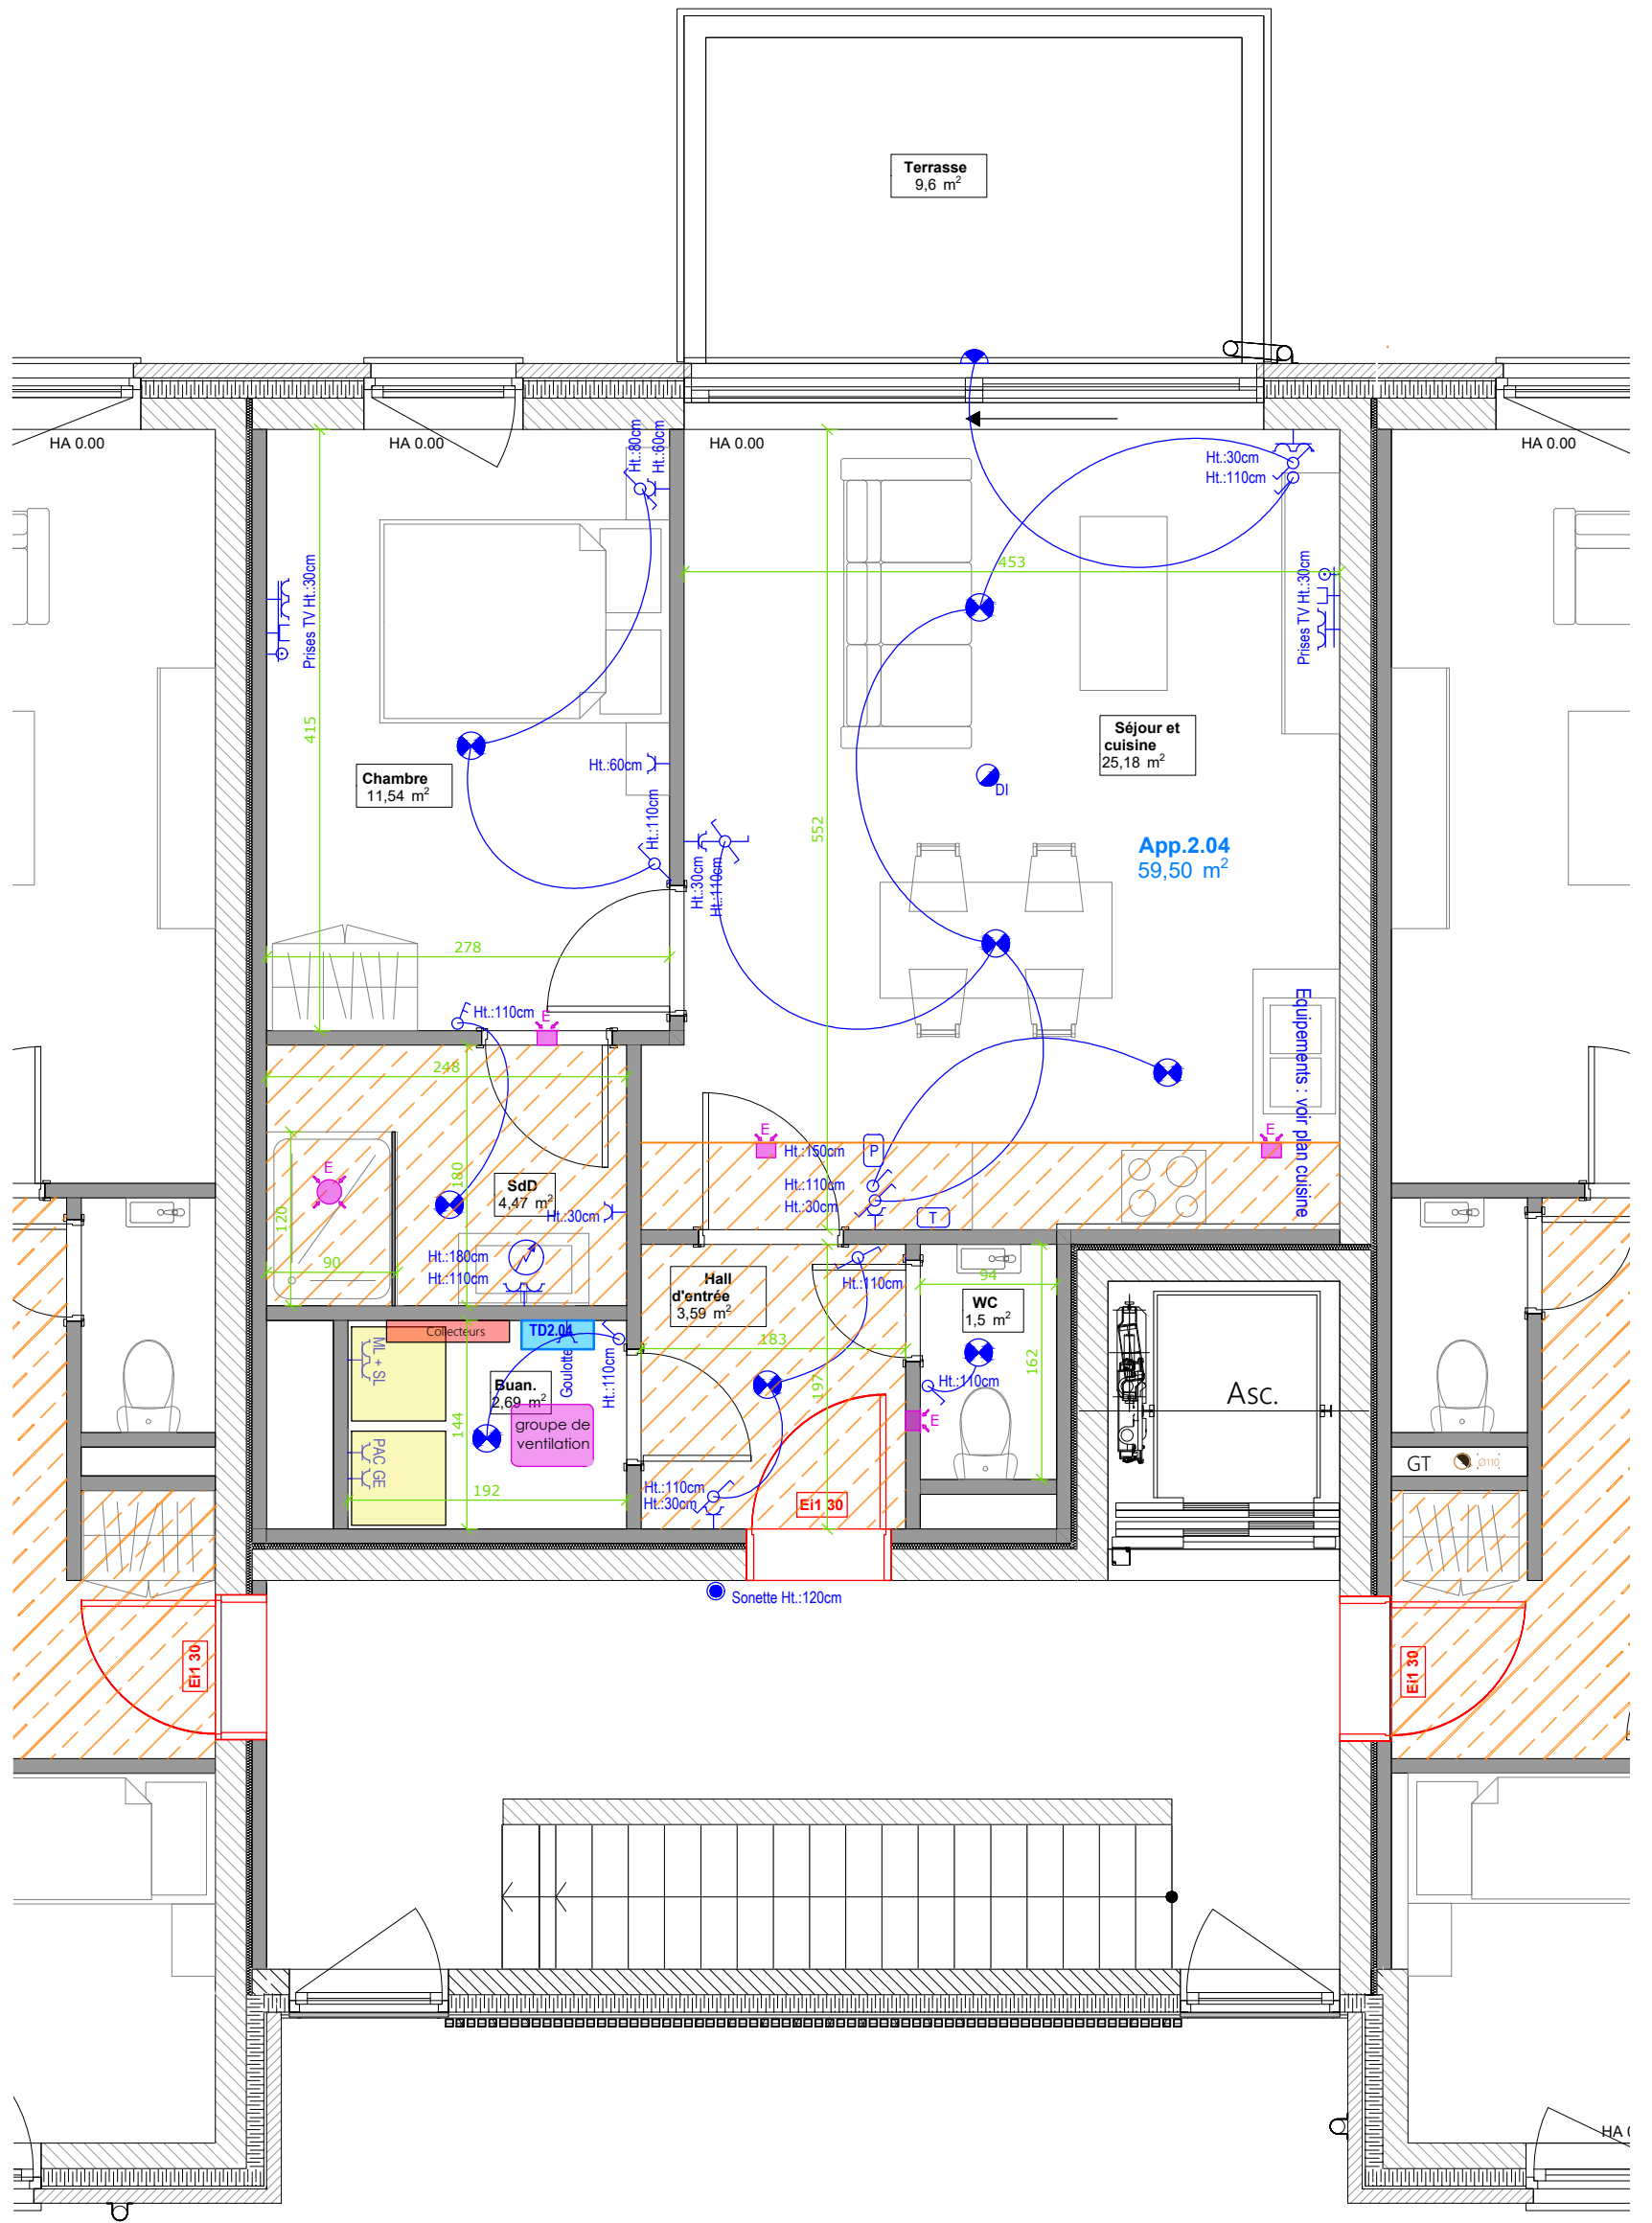 Terrasse
9,6 m²
HA 0.00
HA 0.00
HA 0.00
HA 0.00
Ht.:80cm
Ht.:60cm
Ht.:30cm
Ht.:110cm
453
Prises TV Ht.:30cm
Prises TV Ht.:30cm
415
Chambre
11,54 m²
Ht.:60cm
Séjour et
cuisine
25,18 m²
DI
Ht.:110cm
552
App.2.04
59,50 m²
Ht.:30cm
Ht.:110cm
278
Ht.:110cm
E
Equipements : voir plan cuisine
248
E
E
Ht.:150cm
P
Ht.:110cm
Ht.:30cm
T
E
120
90
180
SdD
4,47 m²
Ht.:30cm
Ht.:180cm
Ht.:110cm
Hall
d'entrée
3,59 m²
Ht.:110cm
94
WC
1,5 m²
183
162
197
Ht.:110cm
E
Collecteurs
TD2.04
ML + SL
Goulotte
Ht.:110cm
Buan.
2,69 m²
144
groupe de
ventilation
PAC GE
192
Ht.:110cm
Ht.:30cm
Ei1 30
Asc.
GT
Ø110
Sonette Ht.:120cm
Ei1 30
Ei1 30
HA